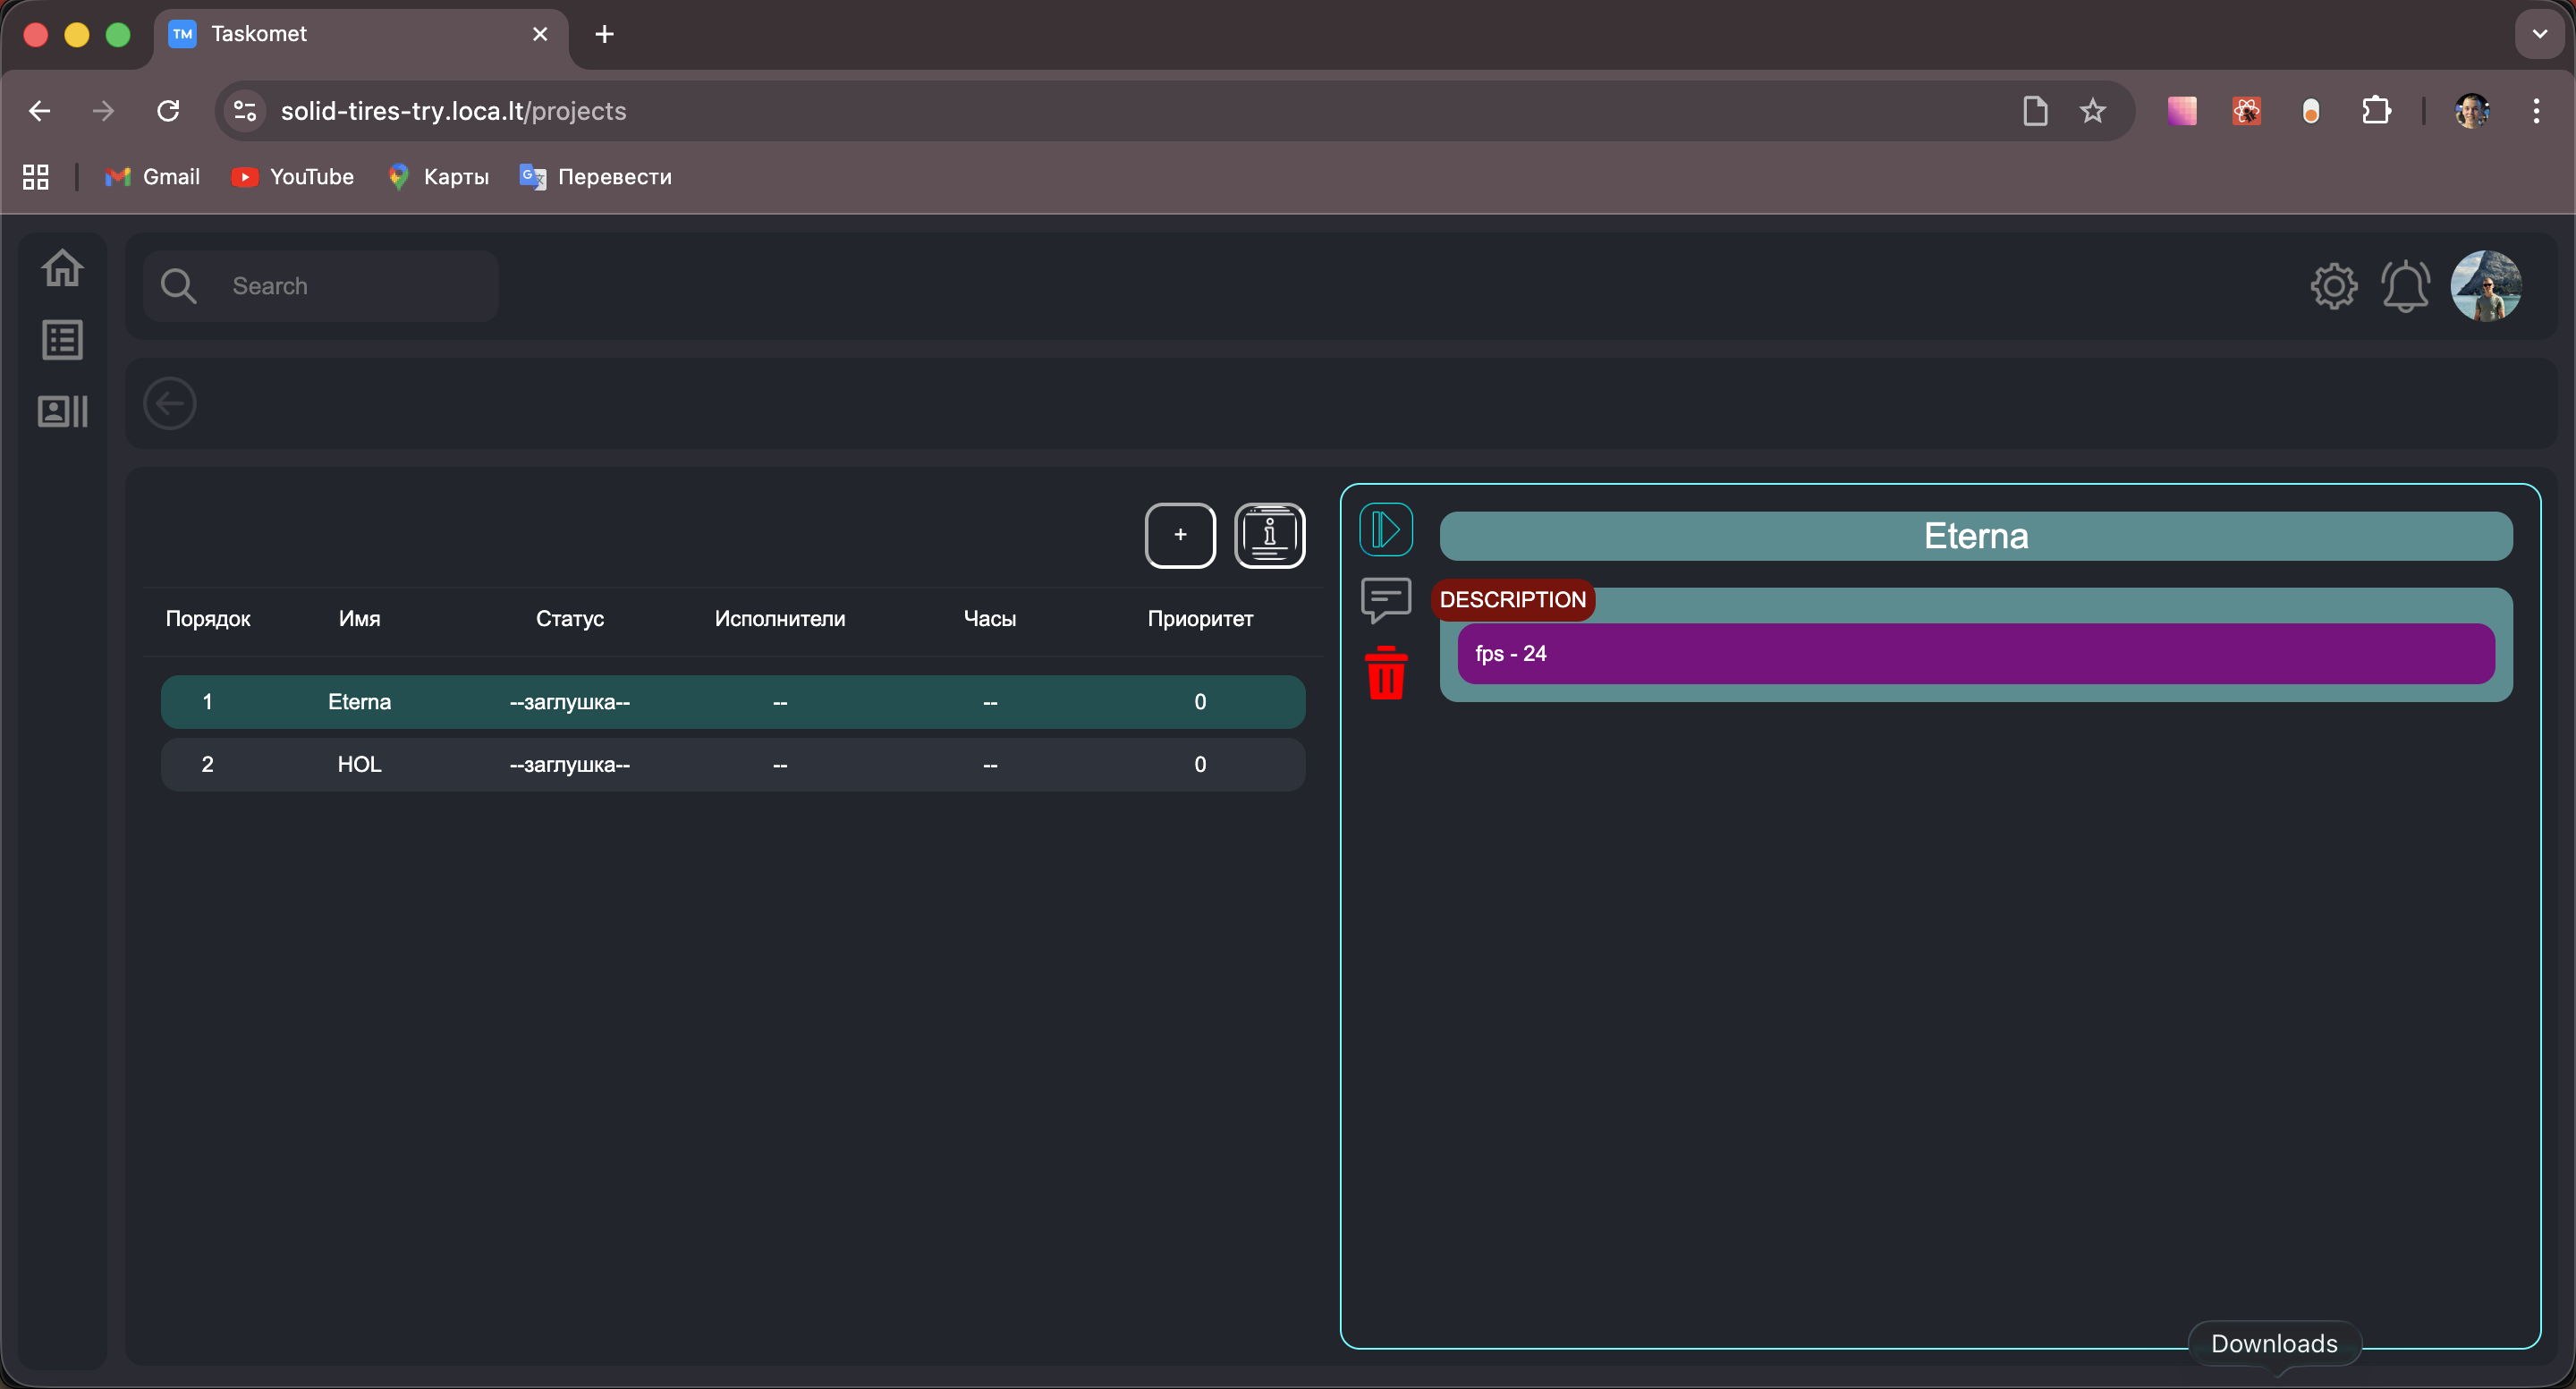 TM Taskomet
solid-tires-try.loca.lt/projects
Gmail YouTube Карты Перевести
Search
+ i
Eterna
DESCRIPTION
fps - 24
Порядок Имя Статус Исполнители Часы Приоритет
1 Eterna --заглушка-- -- -- 0
2 HOL --заглушка-- -- -- 0
Downloads